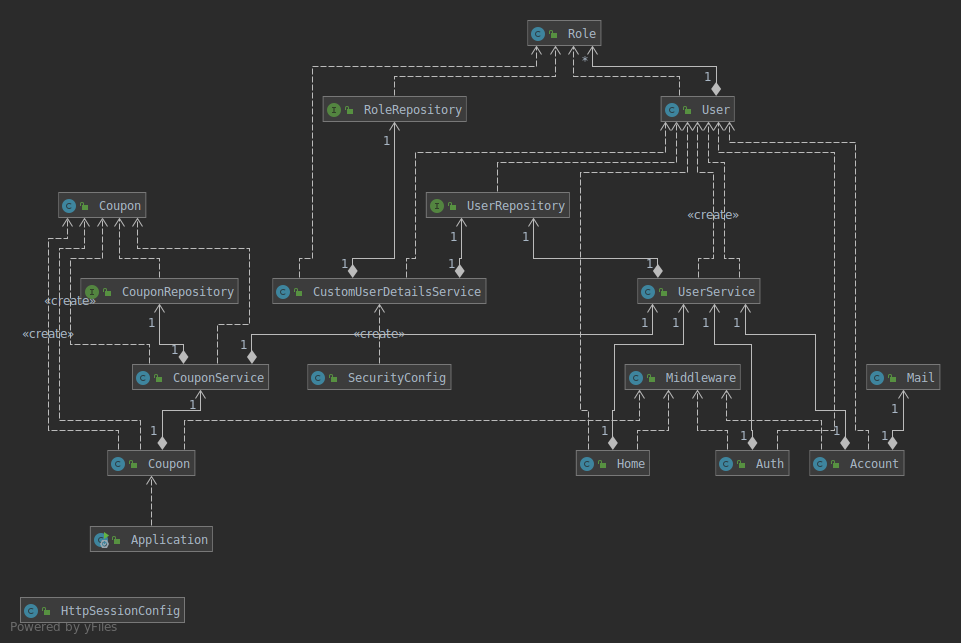 Role
*
1
RoleRepository
User
1
Coupon
UserRepository
«create»
1
1
1
1
1
CouponRepository
CustomUserDetailsService
UserService
«create»
1
1
1
1
1
«create»
«create»
1
1
CouponService
SecurityConfig
Middleware
Mail
1
1
1
1
1
1
1
Coupon
Home
Auth
Account
Application
HttpSessionConfig
Powered by yFiles